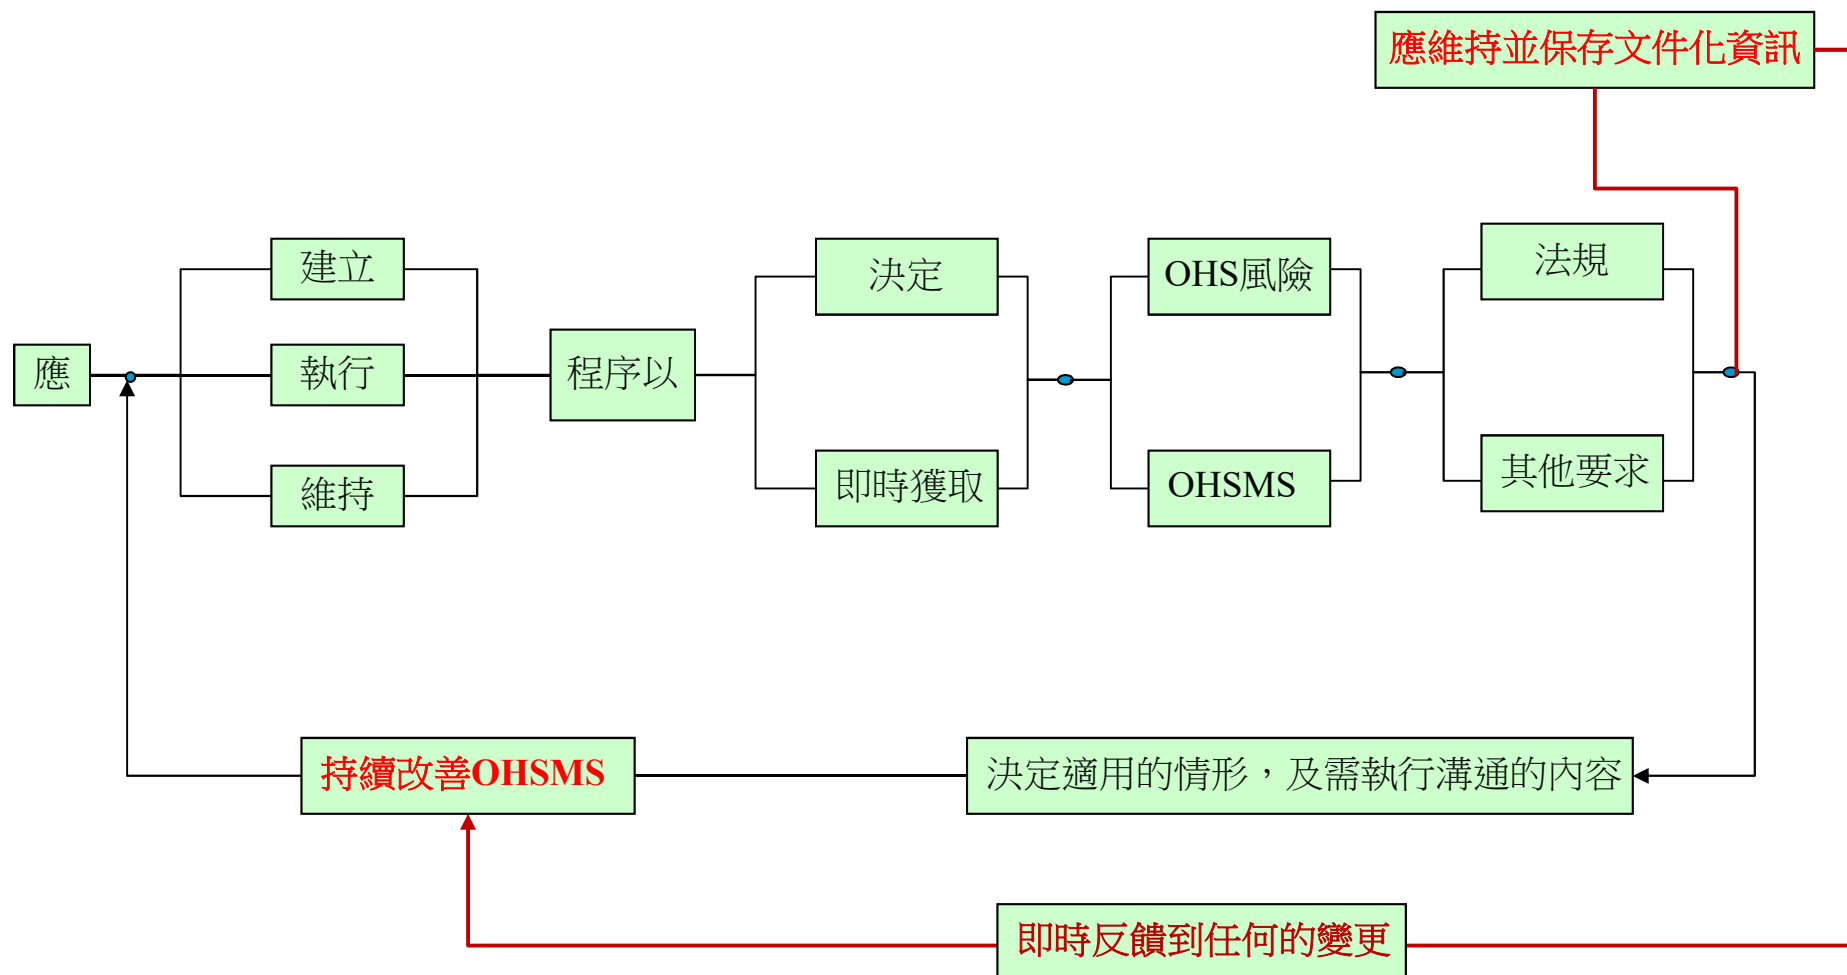 應維持並保存文件化資訊
應
建立
執行
維持
程序以
決定
即時獲取
OHS風險
OHSMS
法規
其他要求
持續改善OHSMS
決定適用的情形，及需執行溝通的內容
即時反饋到任何的變更